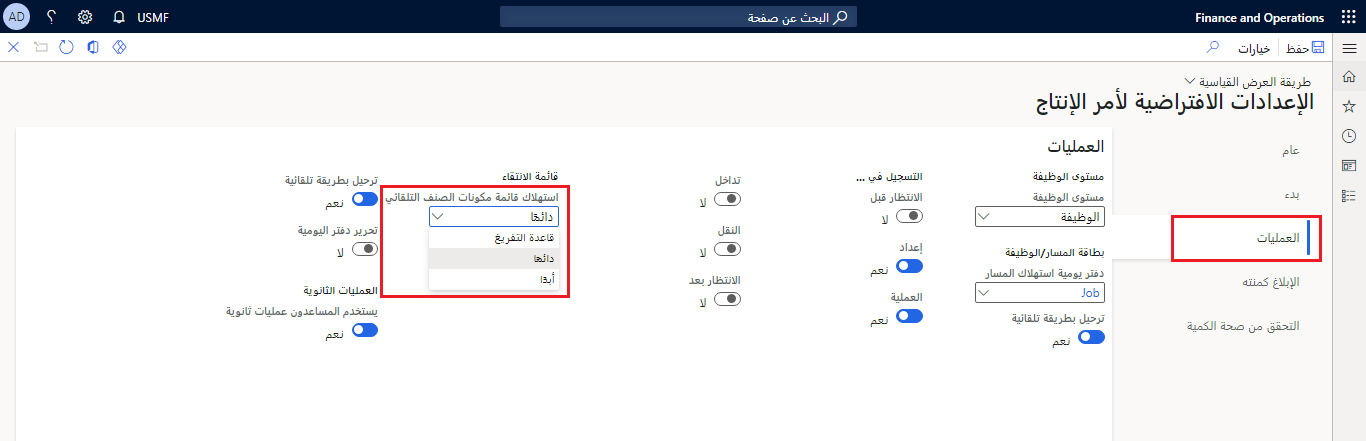 Finance and Operations
البحث عن صفحة
USMF
AD
حفظ
خيارات
طريقة العرض القياسية
الإعدادات الافتراضية لأمر الإنتاج
عام
بدء
العمليات
الإبلاغ كمنته
التحقق من صحة الكمية
العمليات
مستوى الوظيفة
مستوى الوظيفة
الوظيفة
بطاقة المسار/الوظيفة
دفتر يومية استهلاك المسار
Job
ترحيل بطريقة تلقائية
نعم
التسجيل في ...
الانتظار قبل
لا
إعداد
نعم
العملية
نعم
تداخل
لا
النقل
لا
الانتظار بعد
لا
قائمة الانتقاء
استهلاك قائمة مكونات الصنف التلقائي
دائمًا
قاعدة التفريغ
دائمًا
أبدًا
ترحيل بطريقة تلقائية
نعم
تحرير دفتر اليومية
لا
العمليات الثانوية
يستخدم المساعدون عمليات ثانوية
نعم